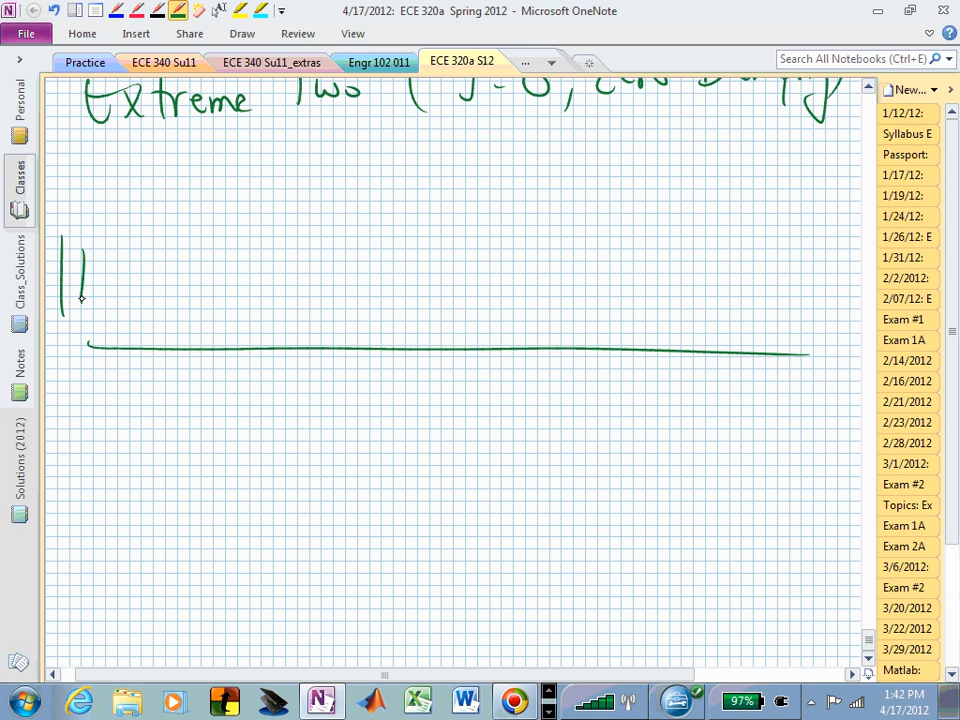 4/17/2012: ECE 320a Spring 2012 - Microsoft OneNote
File Home Insert Share Draw Review View
Practice ECE 340 Su11 ECE 340 Su11_extras Engr 102 011 ECE 320a S12 ... Search All Notebooks (Ctrl+E)
Personal
Classes
Class_Solutions
Notes
Solutions (2012)
Extreme Two
New...
1/12/12:
Syllabus E
Passport:
1/17/12:
1/19/12:
1/24/12:
1/26/12: E
1/31/12:
2/2/2012:
2/07/12: E
Exam #1
Exam 1A
2/14/2012
2/16/2012
2/21/2012
2/23/2012
2/28/2012
3/1/2012:
Exam #2
Topics: Ex
Exam 1A
Exam 2A
3/6/2012:
Exam #2
3/20/2012
3/22/2012
3/29/2012
Matlab:
97%
1:42 PM
4/17/2012